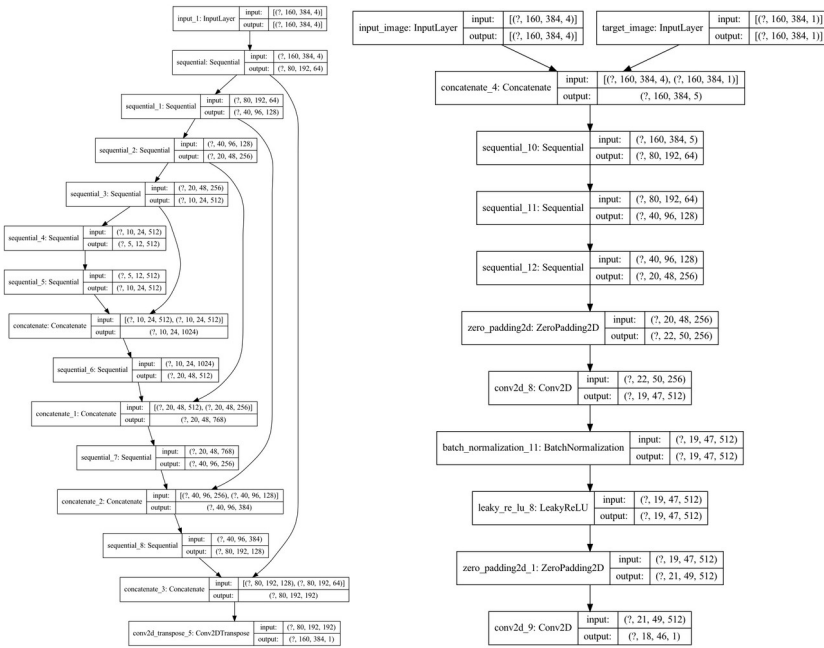 input_1: InputLayer
input: [(?, 160, 384, 4)]
output: [(?, 160, 384, 4)]
sequential: Sequential
input: (?, 160, 384, 4)
output: (?, 80, 192, 64)
sequential_1: Sequential
input: (?, 80, 192, 64)
output: (?, 40, 96, 128)
sequential_2: Sequential
input: (?, 40, 96, 128)
output: (?, 20, 48, 256)
sequential_3: Sequential
input: (?, 20, 48, 256)
output: (?, 10, 24, 512)
sequential_4: Sequential
input: (?, 10, 24, 512)
output: (?, 5, 12, 512)
sequential_5: Sequential
input: (?, 5, 12, 512)
output: (?, 10, 24, 512)
concatenate: Concatenate
input: [(?, 10, 24, 512), (?, 10, 24, 512)]
output: (?, 10, 24, 1024)
sequential_6: Sequential
input: (?, 10, 24, 1024)
output: (?, 20, 48, 512)
concatenate_1: Concatenate
input: [(?, 20, 48, 512), (?, 20, 48, 256)]
output: (?, 20, 48, 768)
sequential_7: Sequential
input: (?, 20, 48, 768)
output: (?, 40, 96, 256)
concatenate_2: Concatenate
input: [(?, 40, 96, 256), (?, 40, 96, 128)]
output: (?, 40, 96, 384)
sequential_8: Sequential
input: (?, 40, 96, 384)
output: (?, 80, 192, 128)
concatenate_3: Concatenate
input: [(?, 80, 192, 128), (?, 80, 192, 64)]
output: (?, 80, 192, 192)
conv2d_transpose_5: Conv2DTranspose
input: (?, 80, 192, 192)
output: (?, 160, 384, 1)
input_image: InputLayer
input: [(?, 160, 384, 4)]
output: [(?, 160, 384, 4)]
target_image: InputLayer
input: [(?, 160, 384, 1)]
output: [(?, 160, 384, 1)]
concatenate_4: Concatenate
input: [(?, 160, 384, 4), (?, 160, 384, 1)]
output: (?, 160, 384, 5)
sequential_10: Sequential
input: (?, 160, 384, 5)
output: (?, 80, 192, 64)
sequential_11: Sequential
input: (?, 80, 192, 64)
output: (?, 40, 96, 128)
sequential_12: Sequential
input: (?, 40, 96, 128)
output: (?, 20, 48, 256)
zero_padding2d: ZeroPadding2D
input: (?, 20, 48, 256)
output: (?, 22, 50, 256)
conv2d_8: Conv2D
input: (?, 22, 50, 256)
output: (?, 19, 47, 512)
batch_normalization_11: BatchNormalization
input: (?, 19, 47, 512)
output: (?, 19, 47, 512)
leaky_re_lu_8: LeakyReLU
input: (?, 19, 47, 512)
output: (?, 19, 47, 512)
zero_padding2d_1: ZeroPadding2D
input: (?, 19, 47, 512)
output: (?, 21, 49, 512)
conv2d_9: Conv2D
input: (?, 21, 49, 512)
output: (?, 18, 46, 1)